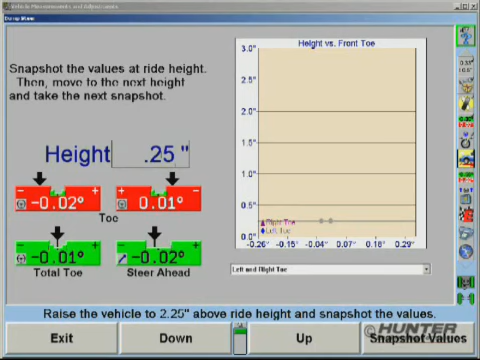 Vehicle Measurements and Adjustments
Snapshot the values at ride height.
Then, move to the next height
and take the next snapshot.
Height .25 "
-0.02° 0.01°
Toe
-0.01° -0.02°
Total Toe Steer Ahead
Height vs. Front Toe
3.0"
2.5"
2.0"
1.5"
1.0"
0.5"
0.0"
Right Toe
Left Toe
-0.26° -0.15° -0.04° 0.07° 0.18° 0.29°
Left and Right Toe
Raise the vehicle to 2.25" above ride height and snapshot the values.
Exit Down Up Snapshot Values
© HUNTER